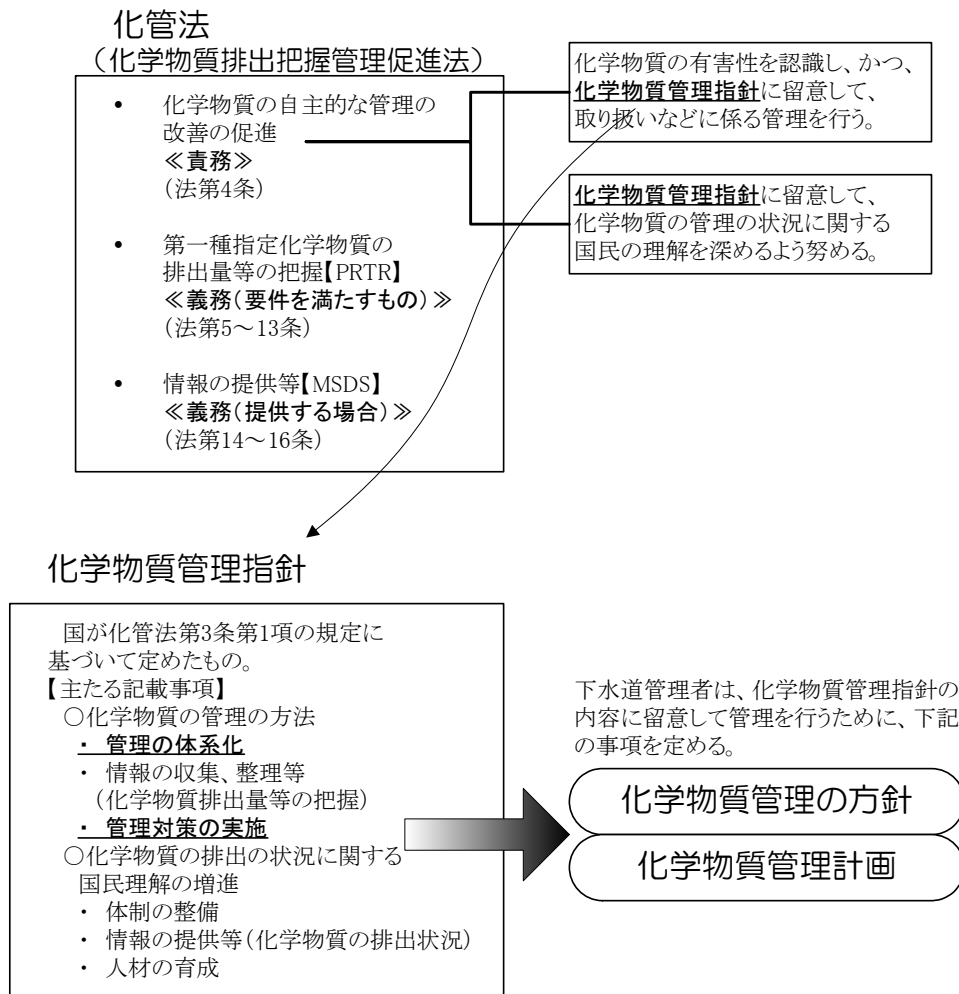 化管法
（化学物質排出把握管理促進法）
• 化学物質の自主的な管理の
改善の促進
≪責務≫
（法第4条）
• 第一種指定化学物質の
排出量等の把握【PRTR】
≪義務（要件を満たすもの）≫
（法第5～13条）
• 情報の提供等【MSDS】
≪義務（提供する場合）≫
（法第14～16条）
化学物質の有害性を認識し、かつ、
化学物質管理指針に留意して、
取り扱いなどに係る管理を行う。
化学物質管理指針に留意して、
化学物質の管理の状況に関する
国民の理解を深めるよう努める。
化学物質管理指針
国が化管法第3条第1項の規定に
基づいて定めたもの。
【主たる記載事項】
○化学物質の管理の方法
・ 管理の体系化
・ 情報の収集、整理等
（化学物質排出量等の把握）
・ 管理対策の実施
○化学物質の排出の状況に関する
国民理解の増進
・ 体制の整備
・ 情報の提供等（化学物質の排出状況）
・ 人材の育成
下水道管理者は、化学物質管理指針の
内容に留意して管理を行うために、下記
の事項を定める。
化学物質管理の方針
化学物質管理計画